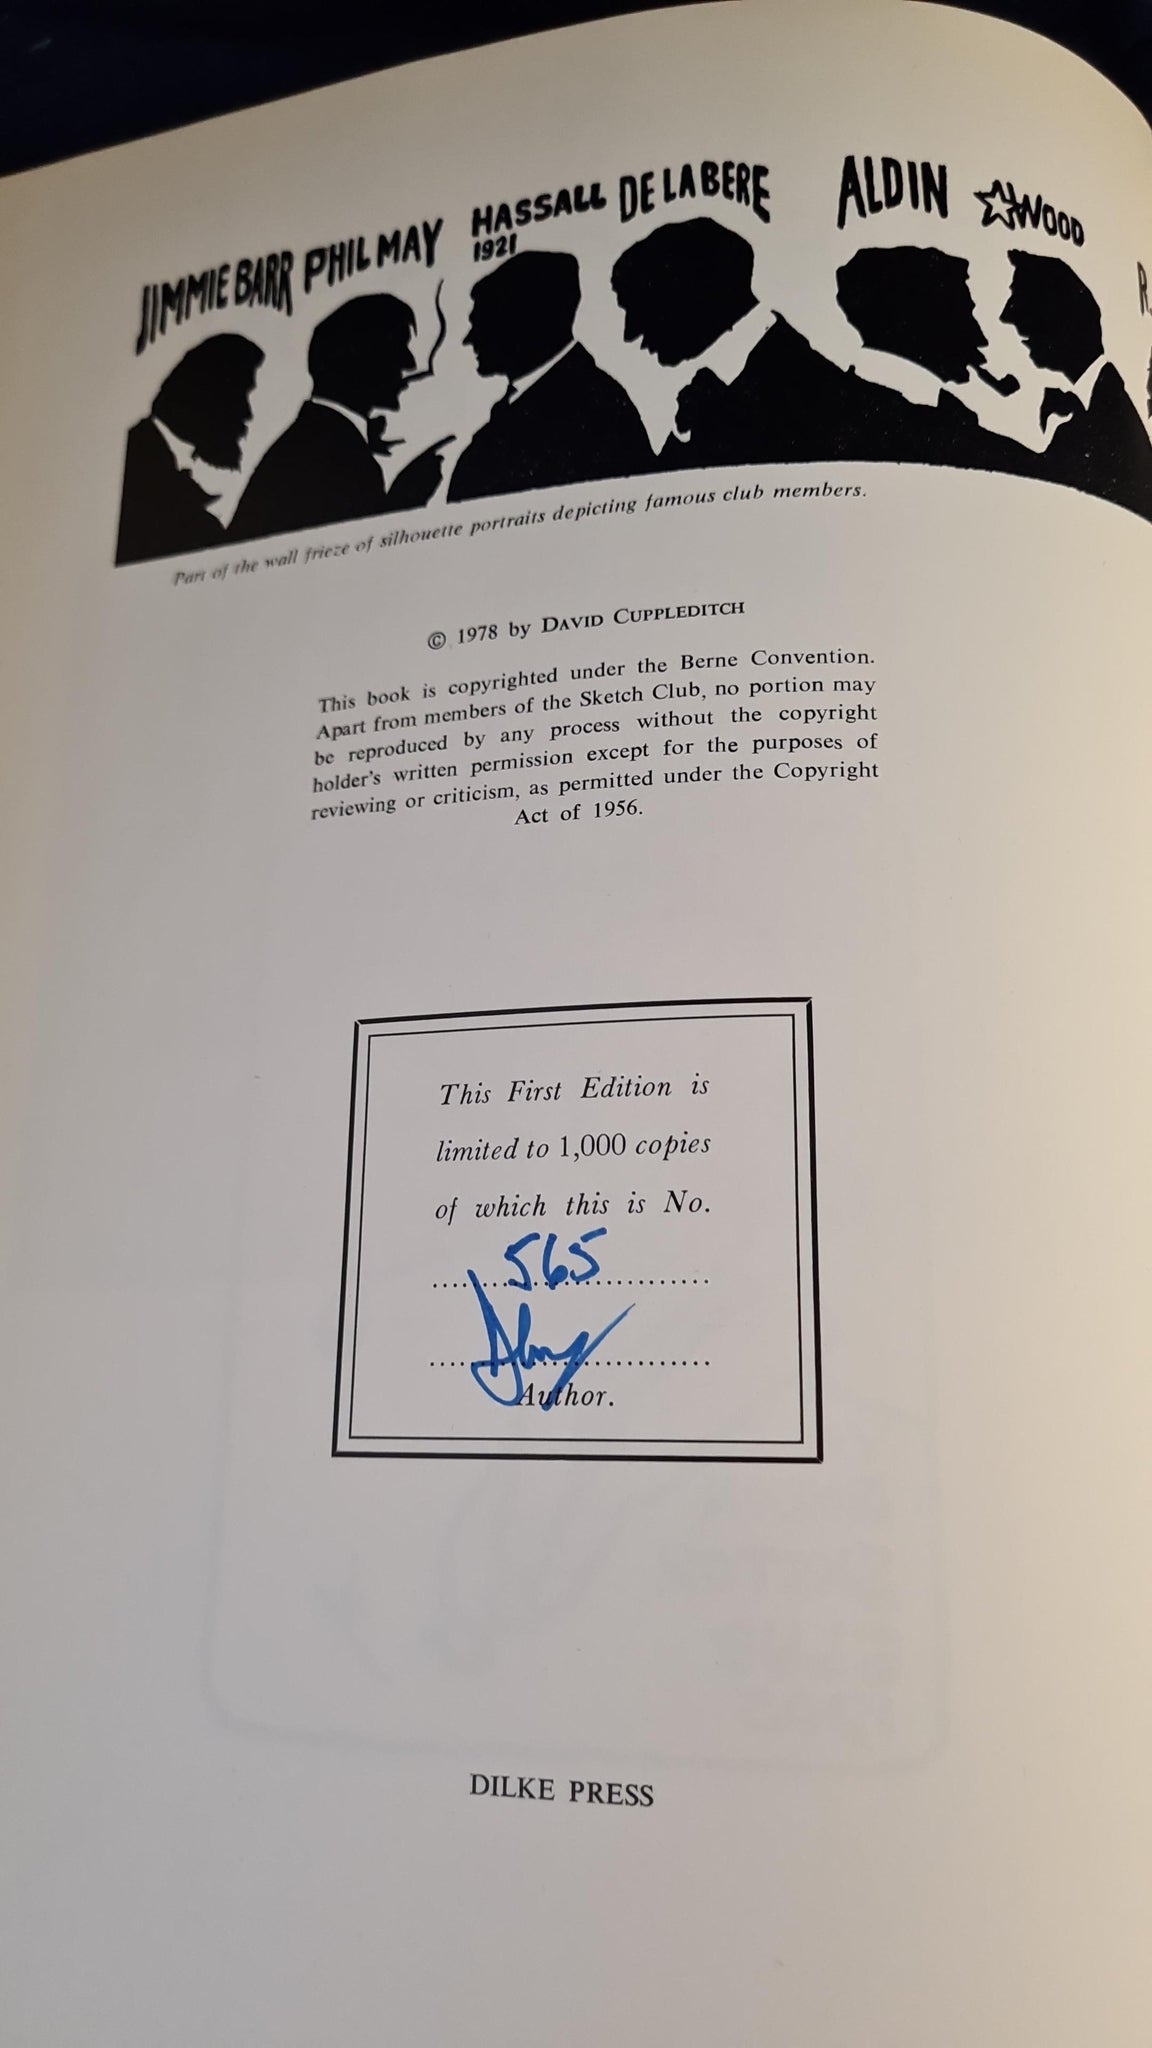 JIMMIE BARR PHIL MAY HASSALL DE LA BERE ALDIN WOOD
1921
Part of the wall frieze of silhouette portraits depicting famous club members.
© 1978 by DAVID CUPPLEDITCH
This book is copyrighted under the Berne Convention.
Apart from members of the Sketch Club, no portion may
be reproduced by any process without the copyright
holder's written permission except for the purposes of
reviewing or criticism, as permitted under the Copyright
Act of 1956.
This First Edition is
limited to 1,000 copies
of which this is No.
565
Author.
DILKE PRESS